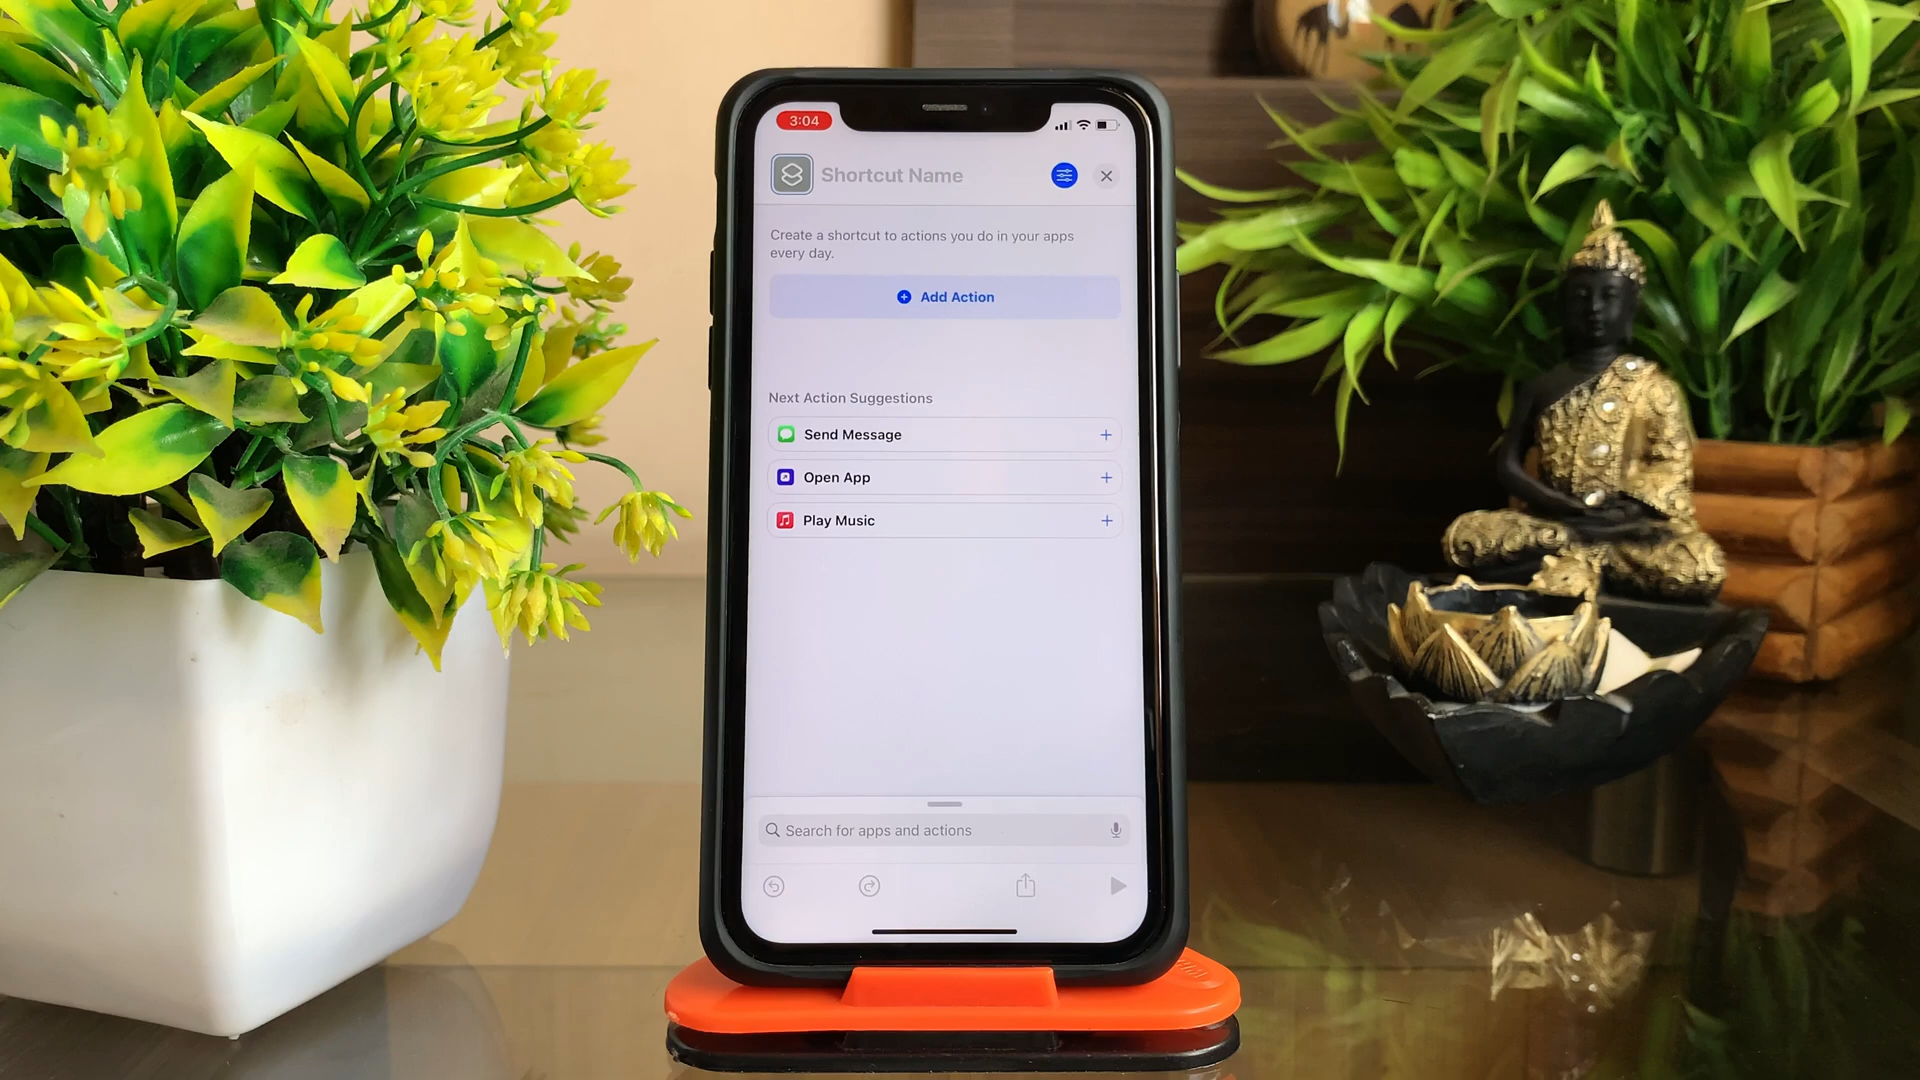 3:04
Shortcut Name
Create a shortcut to actions you do in your apps
every day.
Add Action
Next Action Suggestions
Send Message
Open App
Play Music
Search for apps and actions